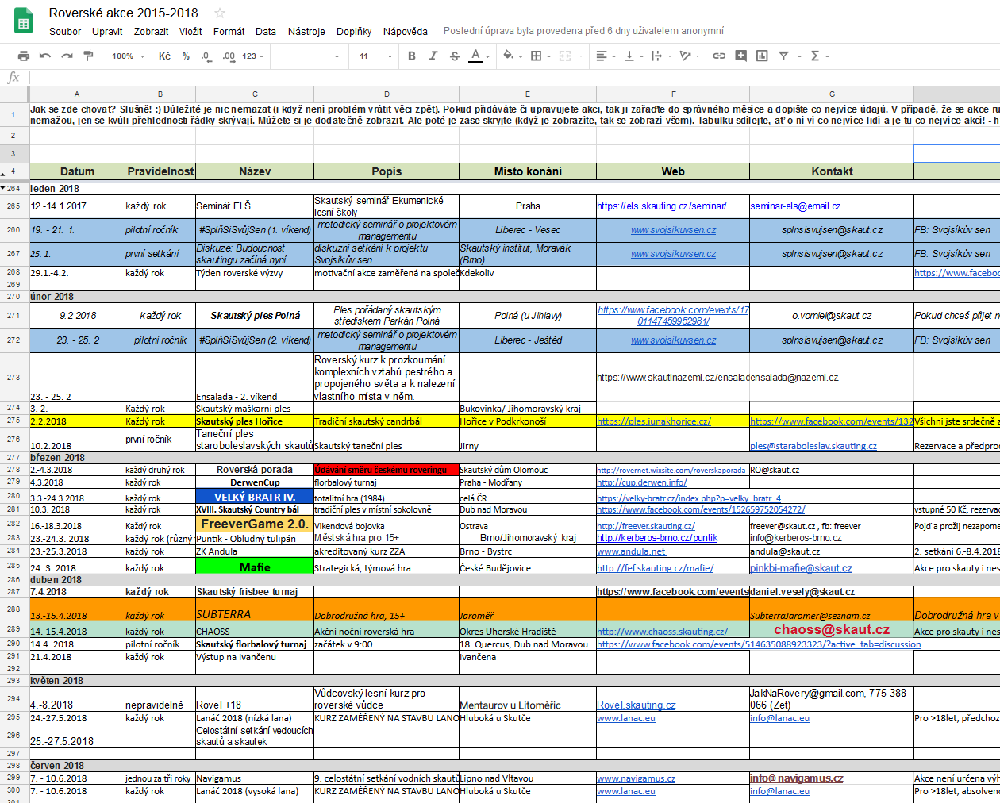 Roverské akce 2015-2018
Soubor Upravit Zobrazit Vložit Formát Data Nástroje Doplňky Nápověda Poslední úprava byla provedena před 6 dny uživatelem anonymní
100% Kč % .0 .00 123 11 B I S A
fx
A B C D E F G
1 Jak se zde chovat? Slušně! :) Důležité je nic nemazat (i když není problém vrátit věci zpět). Pokud přidáváte či upravujete akci, tak ji zařaďte do správného měsíce a dopište co nejvíce údajů. V případě, že se akce ru
nemažou, jen se kvůli přehlednosti řádky skrývají. Můžete si je dodatečně zobrazit. Ale poté je zase skryjte (když je zobrazíte, tak se zobrazí všem). Tabulku sdílejte, ať o ní ví co nejvíce lidí a je tu co nejvíce akcí! - h
2
3
4 Datum Pravidelnost Název Popis Místo konání Web Kontakt
264 leden 2018
265 12.-14.1 2017 každý rok Seminář ELŠ Skautský seminář Ekumenické lesní školy Praha https://els.skauting.cz/seminar/ seminar-els@email.cz
266 19. - 21. 1. pilotní ročník #SplňSiSvůjSen (1. víkend) metodický seminář o projektovém managementu Liberec - Vesec www.svojsikuvsen.cz splnsisvujsen@skaut.cz FB: Svojsíkův sen
267 25. 1. první setkání Diskuze: Budoucnost skautingu začíná nyní diskuzní setkání k projektu Svojsíkův sen Skautský institut, Moravák (Brno) www.svojsikuvsen.cz splnsisvujsen@skaut.cz FB: Svojsíkův sen
268 29.1.-4.2. každý rok Týden roverské výzvy motivační akce zaměřená na společ Kdekoliv https://www.faceboo
269
270 únor 2018
271 9.2 2018 každý rok Skautský ples Polná Ples pořádaný skautským střediskem Parkán Polná Polná (u Jihlavy) https://www.facebook.com/events/1701147459952981/ o.vomlel@skaut.cz Pokud chceš přijet n
272 23. - 25. 2 pilotní ročník #SplňSiSvůjSen (2. víkend) metodický seminář o projektovém managementu Liberec - Ještěd www.svojsikuvsen.cz splnsisvujsen@skaut.cz FB: Svojsíkův sen
273 23. - 25. 2 Ensalada - 2. víkend Roverský kurz k prozkoumání komplexních vztahů pestrého a propojeného světa a k nalezení vlastního místa v něm. https://www.skautinazemi.cz/ensalad ensalada@nazemi.cz
274 3. 2. Každý rok Skautský maškarní ples Bukovinka/ Jihomoravský kraj
275 2.2.2018 Každý rok Skautský ples Hořice Tradiční skautský candrbál Hořice v Podkrkonoší https://ples.junakhorice.cz/ https://www.facebook.com/events/132 Všichni jste srdečně z
276 10.2.2018 první ročník Taneční ples staroboleslavských skautů Skautský taneční ples Jirny ples@staraboleslav.skauting.cz Rezervace a předproc
277 březen 2018
278 2.-4.3.2018 každý druhý rok Roverská porada Udávání směru českému roveringu Skautský dům Olomouc http://rovernet.wixsite.com/roverskaporada RO@skaut.cz
279 4.3.2018 každý rok DerwenCup florbalový turnaj Praha - Modřany http://cup.derwen.info/
280 3.3-24.3.2018 každý rok VELKÝ BRATR IV. totalitní hra (1984) celá ČR https://velky-bratr.cz/index.php?p=velky_bratr_4
281 10.3. 2018 každý rok XVIII. Skautský Country bál tradiční ples v místní sokolovně Dub nad Moravou https://www.facebook.com/events/152659752054272/ vstupné 50 Kč, rezervac
282 16.-18.3.2018 Každý rok FreeverGame 2.0. Víkendová bojovka Ostrava http://freever.skauting.cz/ freever@skaut.cz , fb: freever Pojď a prožij nezapome
283 23.-24.3. 2018 každý rok (různý Puntík - Obludný tulipán Městská hra pro 15+ Brno/Jihomoravský kraj http://kerberos-brno.cz/puntik info@kerberos-brno.cz
284 23-25.3.2018 každý rok ZK Andula akreditovaný kurz ZZA Brno - Bystrc www.andula.net andula@skaut.cz 2. setkání 6.-8.4.2018
285 24. 3. 2018 každý rok Mafie Strategická, týmová hra České Budějovice http://fef.skauting.cz/mafie/ pinkbi-mafie@skaut.cz Akce pro skauty i nes
286 duben 2018
287 7.4.2018 každý rok Skautský frisbee turnaj https://www.facebook.com/events daniel.vesely@skaut.cz
288 13.-15.4.2018 každý rok SUBTERRA Dobrodružná hra, 15+ Jaroměř SubterraJaromer@seznam.cz Dobrodružná hra v
289 14.-15.4.2018 každý rok CHAOSS Akční noční roverská hra Okres Uherské Hradiště http://www.chaoss.skauting.cz/ chaoss@skaut.cz Akce pro skauty i nes
290 14.4. 2018 pilotní ročník Skautský florbalový turnaj začátek v 9:00 18. Quercus, Dub nad Moravou https://www.facebook.com/events/514635088923323/?active_tab=discussion
291 21.4.2018 každý rok Výstup na Ivančenu Ivančena
292
293 květen 2018
294 4.-8.2018 nepravidelně Rovel +18 Vůdcovský lesní kurz pro roverské vůdce Mentaurov u Litoměřic Rovel.skauting.cz JakNaRovery@gmail.com, 775 388 066 (Zet)
295 24.-27.5.2018 každý rok Lanáč 2018 (nízká lana) KURZ ZAMĚŘENÝ NA STAVBU LANO Hluboká u Skutče www.lanac.eu info@lanac.eu Pro >18let, předchoz
296 25.-27.5.2018 Celostátní setkání vedoucích skautů a skautek
297
298 červen 2018
299 7. - 10.6.2018 jednou za tři roky Navigamus 9. celostátní setkání vodních skautů Lipno nad Vltavou www.navigamus.cz info@navigamus.cz Akce není určena výh
300 7. - 10.6.2018 každý rok Lanáč 2018 (vysoká lana) KURZ ZAMĚŘENÝ NA STAVBU LANO Hluboká u Skutče www.lanac.eu info@lanac.eu Pro >18let, absolvenc
301